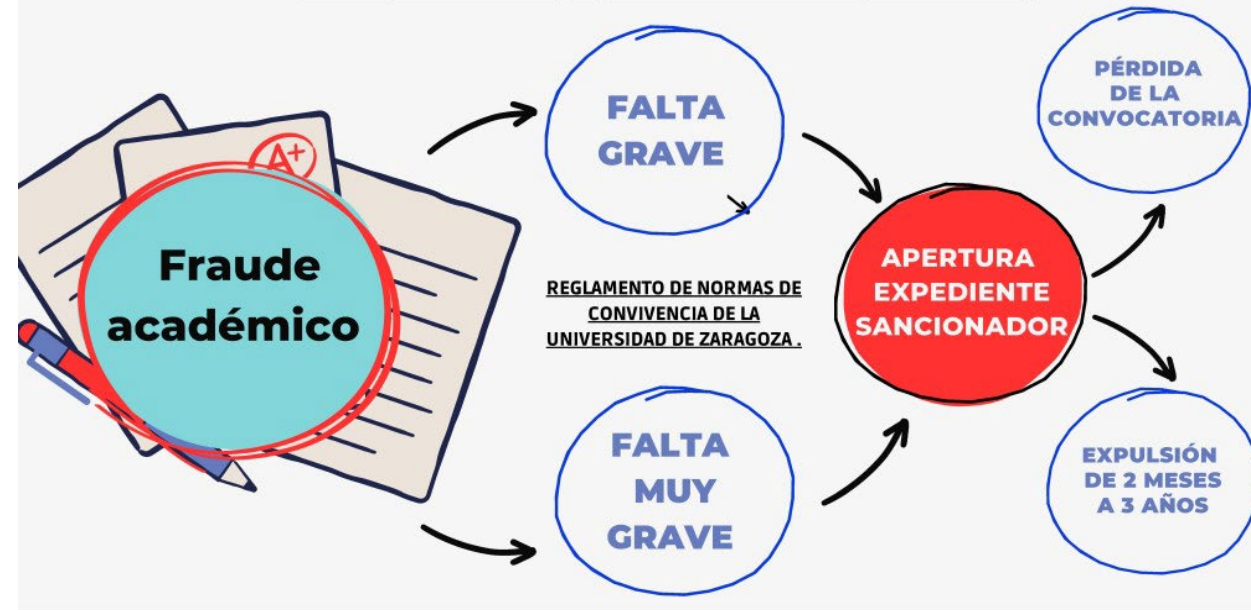 Fraude
académico
A+
FALTA
GRAVE
REGLAMENTO DE NORMAS DE
CONVIVENCIA DE LA
UNIVERSIDAD DE ZARAGOZA .
FALTA
MUY
GRAVE
APERTURA
EXPEDIENTE
SANCIONADOR
PÉRDIDA
DE LA
CONVOCATORIA
EXPULSIÓN
DE 2 MESES
A 3 AÑOS